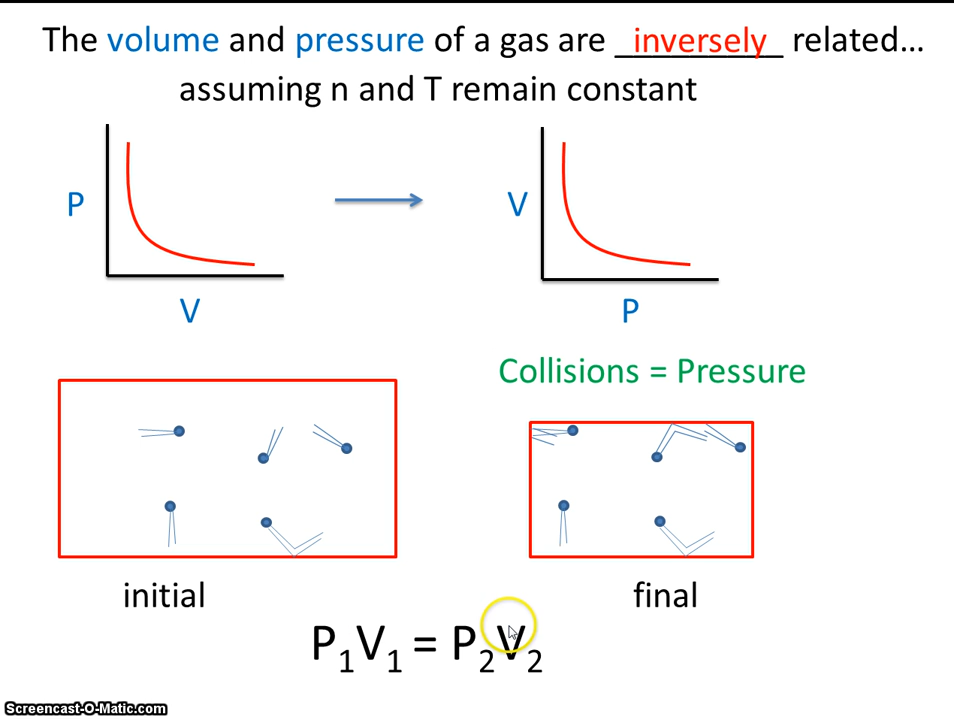 The volume and pressure of a gas are inversely related...
assuming n and T remain constant
P
V
V
P
Collisions = Pressure
initial
final
P₁V₁ = P₂V₂
Screencast-O-Matic.com